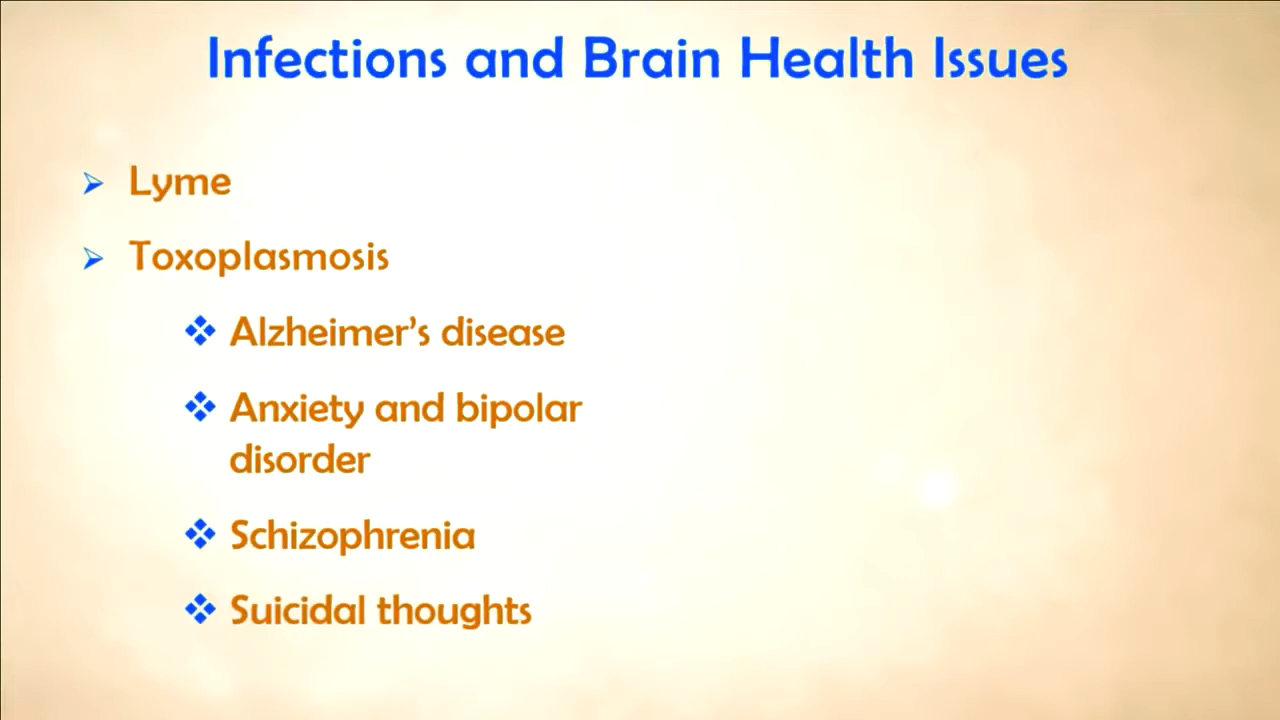 Infections and Brain Health Issues
Lyme
Toxoplasmosis
Alzheimer's disease
Anxiety and bipolar
disorder
Schizophrenia
Suicidal thoughts